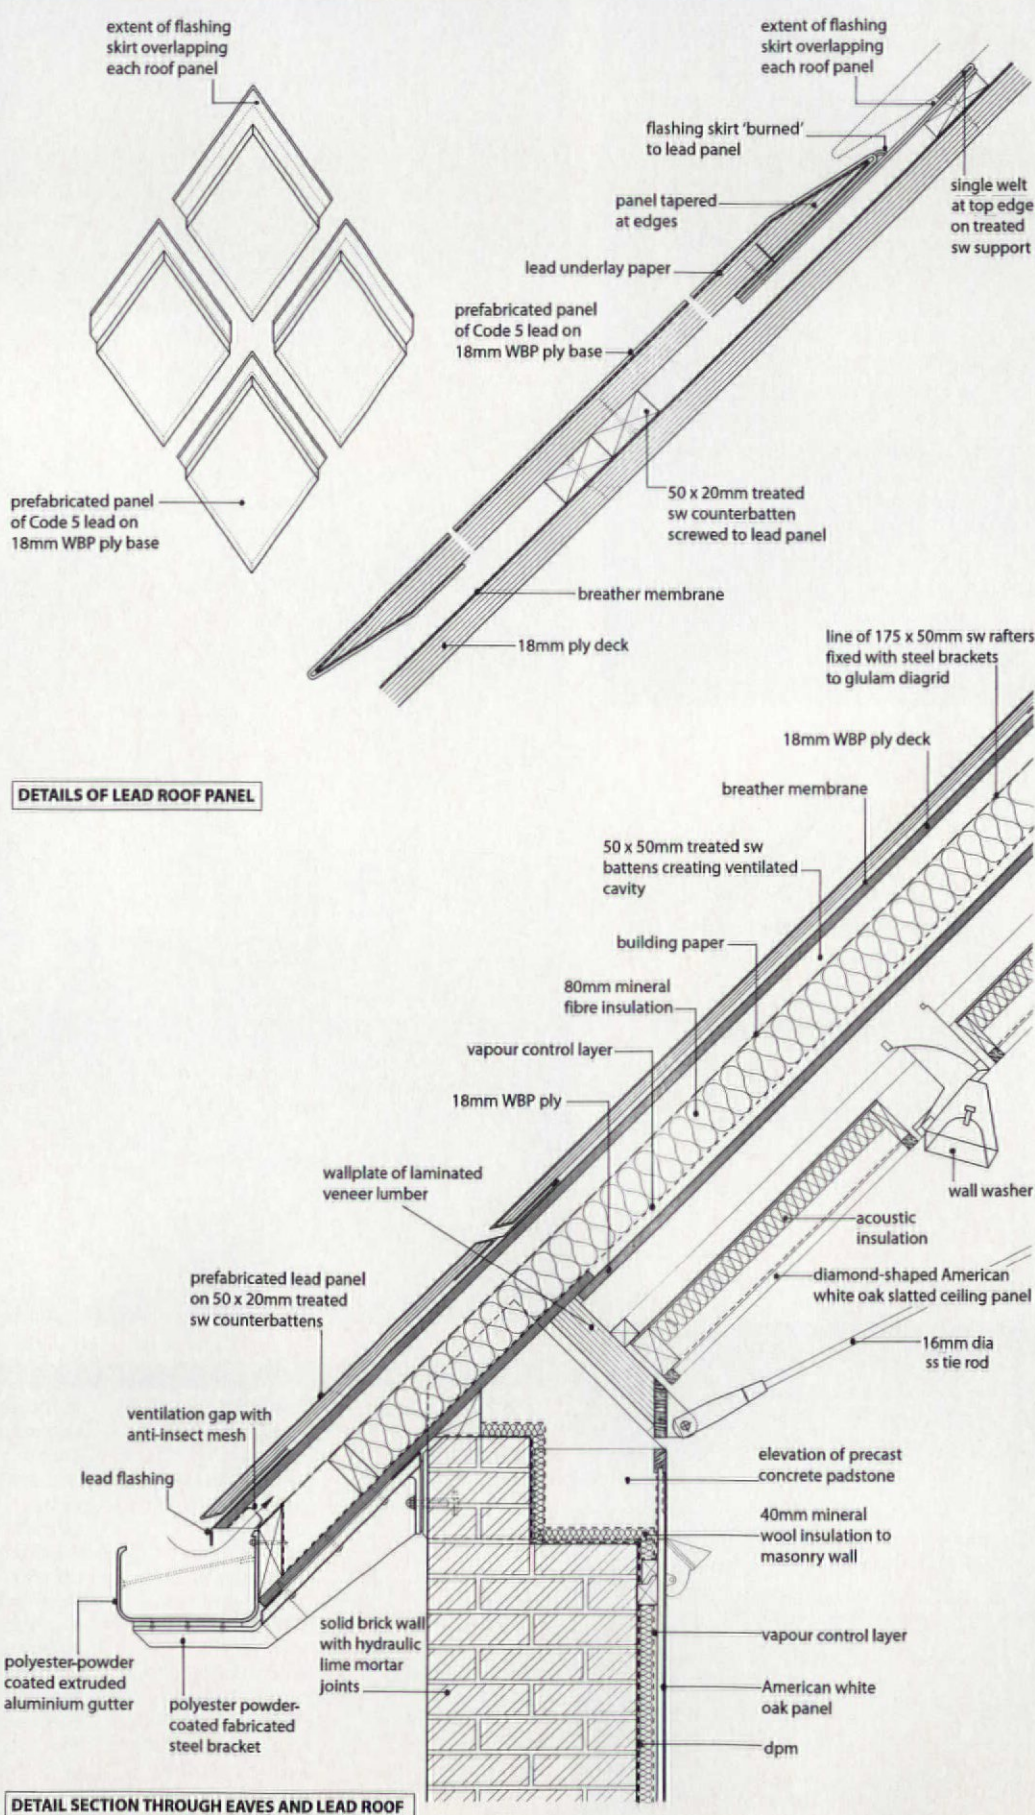 extent of flashing
skirt overlapping
each roof panel
extent of flashing
skirt overlapping
each roof panel
flashing skirt 'burned'
to lead panel
single welt
at top edge
on treated
sw support
panel tapered
at edges
lead underlay paper
prefabricated panel
of Code 5 lead on
18mm WBP ply base
prefabricated panel
of Code 5 lead on
18mm WBP ply base
50 x 20mm treated
sw counterbatten
screwed to lead panel
breather membrane
18mm ply deck
DETAILS OF LEAD ROOF PANEL
line of 175 x 50mm sw rafters
fixed with steel brackets
to glulam diagrid
18mm WBP ply deck
breather membrane
50 x 50mm treated sw
battens creating ventilated
cavity
building paper
80mm mineral
fibre insulation
vapour control layer
18mm WBP ply
wallplate of laminated
veneer lumber
wall washer
acoustic
insulation
diamond-shaped American
white oak slatted ceiling panel
16mm dia
ss tie rod
prefabricated lead panel
on 50 x 20mm treated
sw counterbattens
ventilation gap with
anti-insect mesh
lead flashing
elevation of precast
concrete padstone
40mm mineral
wool insulation to
masonry wall
polyester-powder
coated extruded
aluminium gutter
polyester powder-
coated fabricated
steel bracket
solid brick wall
with hydraulic
lime mortar
joints
vapour control layer
American white
oak panel
dpm
DETAIL SECTION THROUGH EAVES AND LEAD ROOF